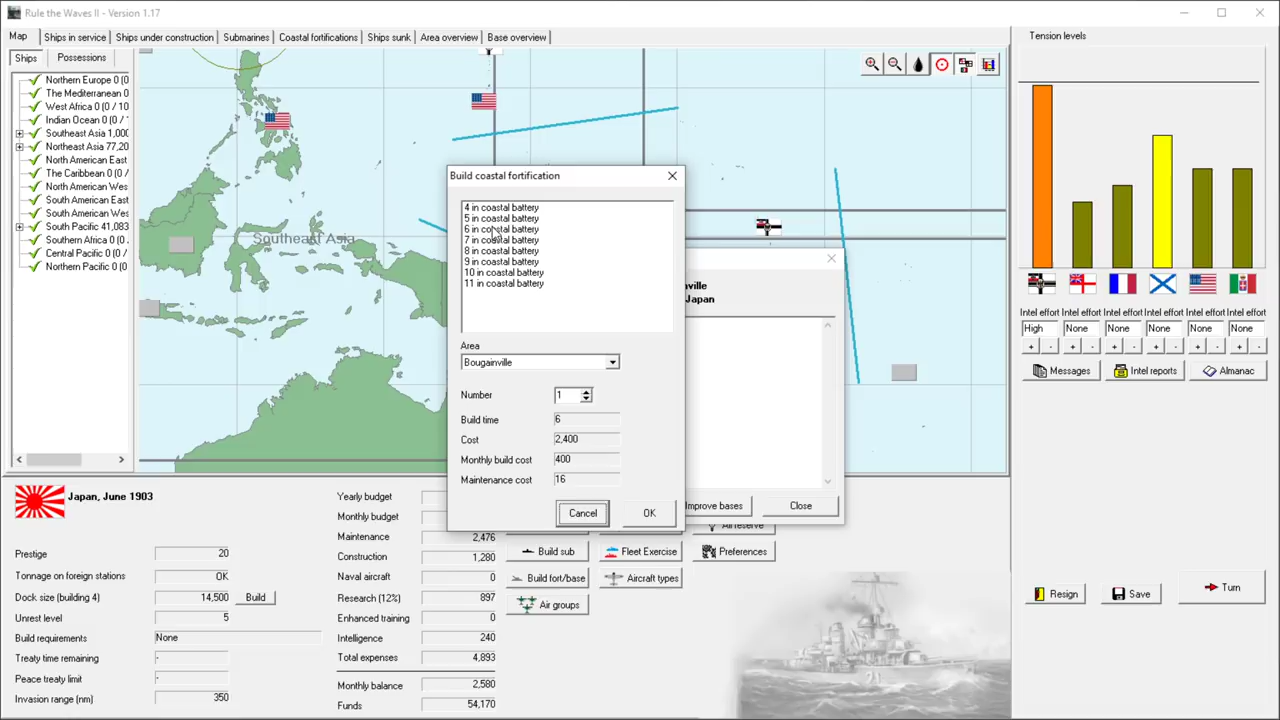 Rule the Waves II - Version 1.17
Map
Ships in service
Ships under construction
Submarines
Coastal fortifications
Ships sunk
Area overview
Base overview
Ships
Possessions
Northern Europe 0 (0
The Mediterranean 0
West Africa 0 (0 / 10
Indian Ocean 0 (0 /
Southeast Asia 1,000
Northeast Asia 77,20
North American East
The Caribbean 0 (0 /
North American Wes
South American East
South American Wes
South Pacific 41,083
Southern Africa 0 (0
Central Pacific 0 (0
Northern Pacific 0 (0
Southeast Asia
Build coastal fortification
4 in coastal battery
5 in coastal battery
6 in coastal battery
7 in coastal battery
8 in coastal battery
9 in coastal battery
10 in coastal battery
11 in coastal battery
Area
Bougainville
Number
1
Build time
6
Cost
2,400
Monthly build cost
400
Maintenance cost
16
Cancel
OK
nville
Japan
Improve bases
Close
Tension levels
Intel effort Intel effort Intel effort Intel effort Intel effort Intel effort
High None None None None None
+ - + - + - + - + - + -
Messages
Intel reports
Almanac
Japan, June 1903
Prestige
20
Tonnage on foreign stations
OK
Dock size (building 4)
14,500
Build
Unrest level
5
Build requirements
None
Treaty time remaining
-
Peace treaty limit
-
Invasion range (nm)
350
Yearly budget
Monthly budget
Maintenance
2,476
Construction
1,280
Naval aircraft
0
Research (12%)
897
Enhanced training
0
Intelligence
240
Total expenses
4,893
Monthly balance
2,580
Funds
54,170
Air reserve
Build sub
Fleet Exercise
Preferences
Build fort/base
Aircraft types
Air groups
Resign
Save
Turn